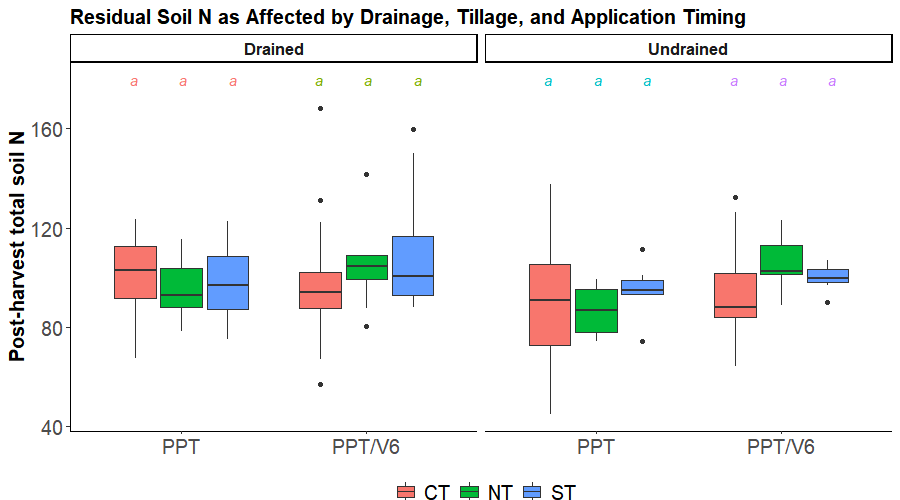 Residual Soil N as Affected by Drainage, Tillage, and Application Timing
Drained
Undrained
a a a a a a
a a a a a a
Post-harvest total soil N
160
120
80
40
PPT PPT/V6
PPT PPT/V6
CT NT ST